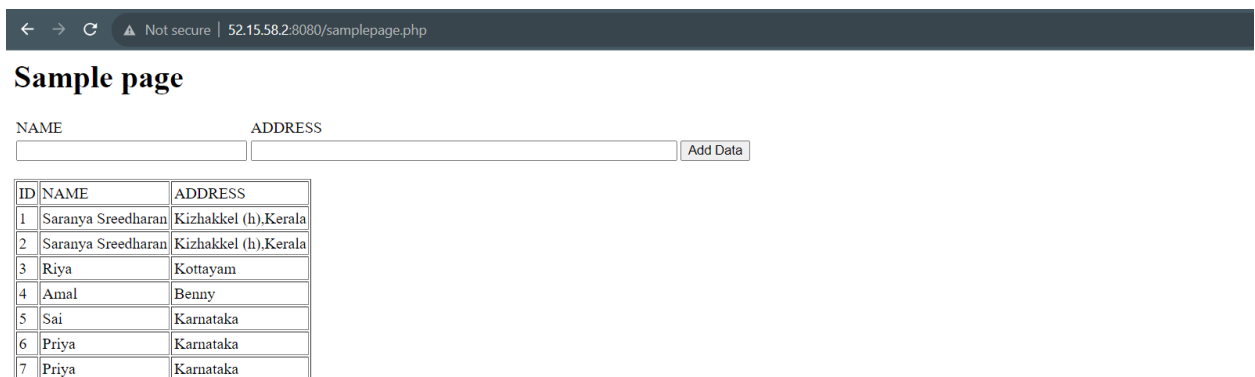 Not secure | 52.15.58.2:8080/samplepage.php
Sample page
NAME ADDRESS
Add Data
ID NAME ADDRESS
1 Saranya Sreedharan Kizhakkel (h),Kerala
2 Saranya Sreedharan Kizhakkel (h),Kerala
3 Riya Kottayam
4 Amal Benny
5 Sai Karnataka
6 Priya Karnataka
7 Priya Karnataka